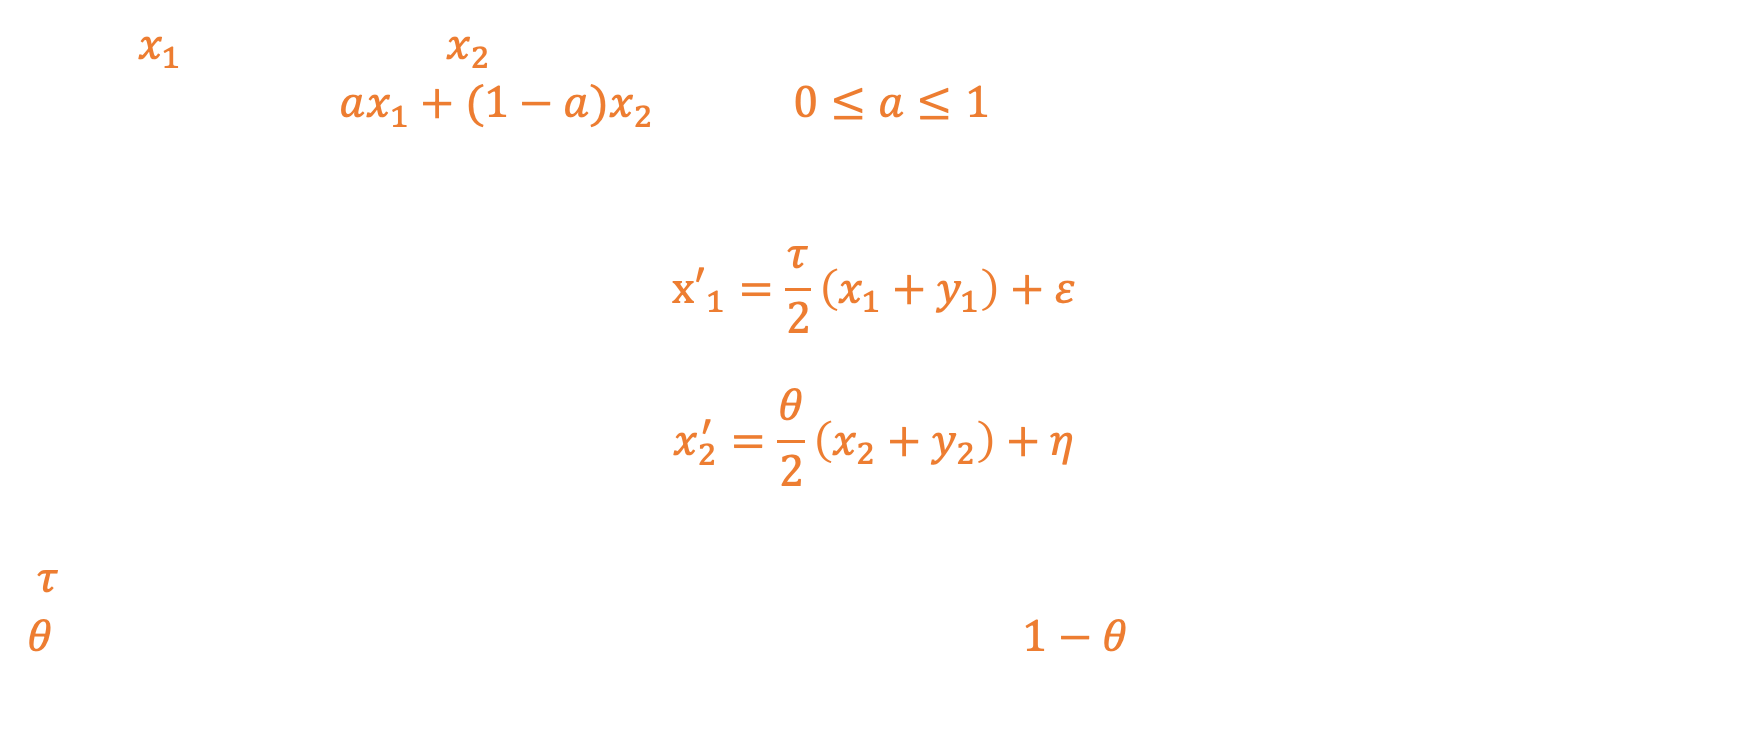 x₁ x₂
ax₁ + (1 − a)x₂ 0 ≤ a ≤ 1
x′₁ = τ/2 (x₁ + y₁) + ε
x′₂ = θ/2 (x₂ + y₂) + η
τ
θ 1 − θ